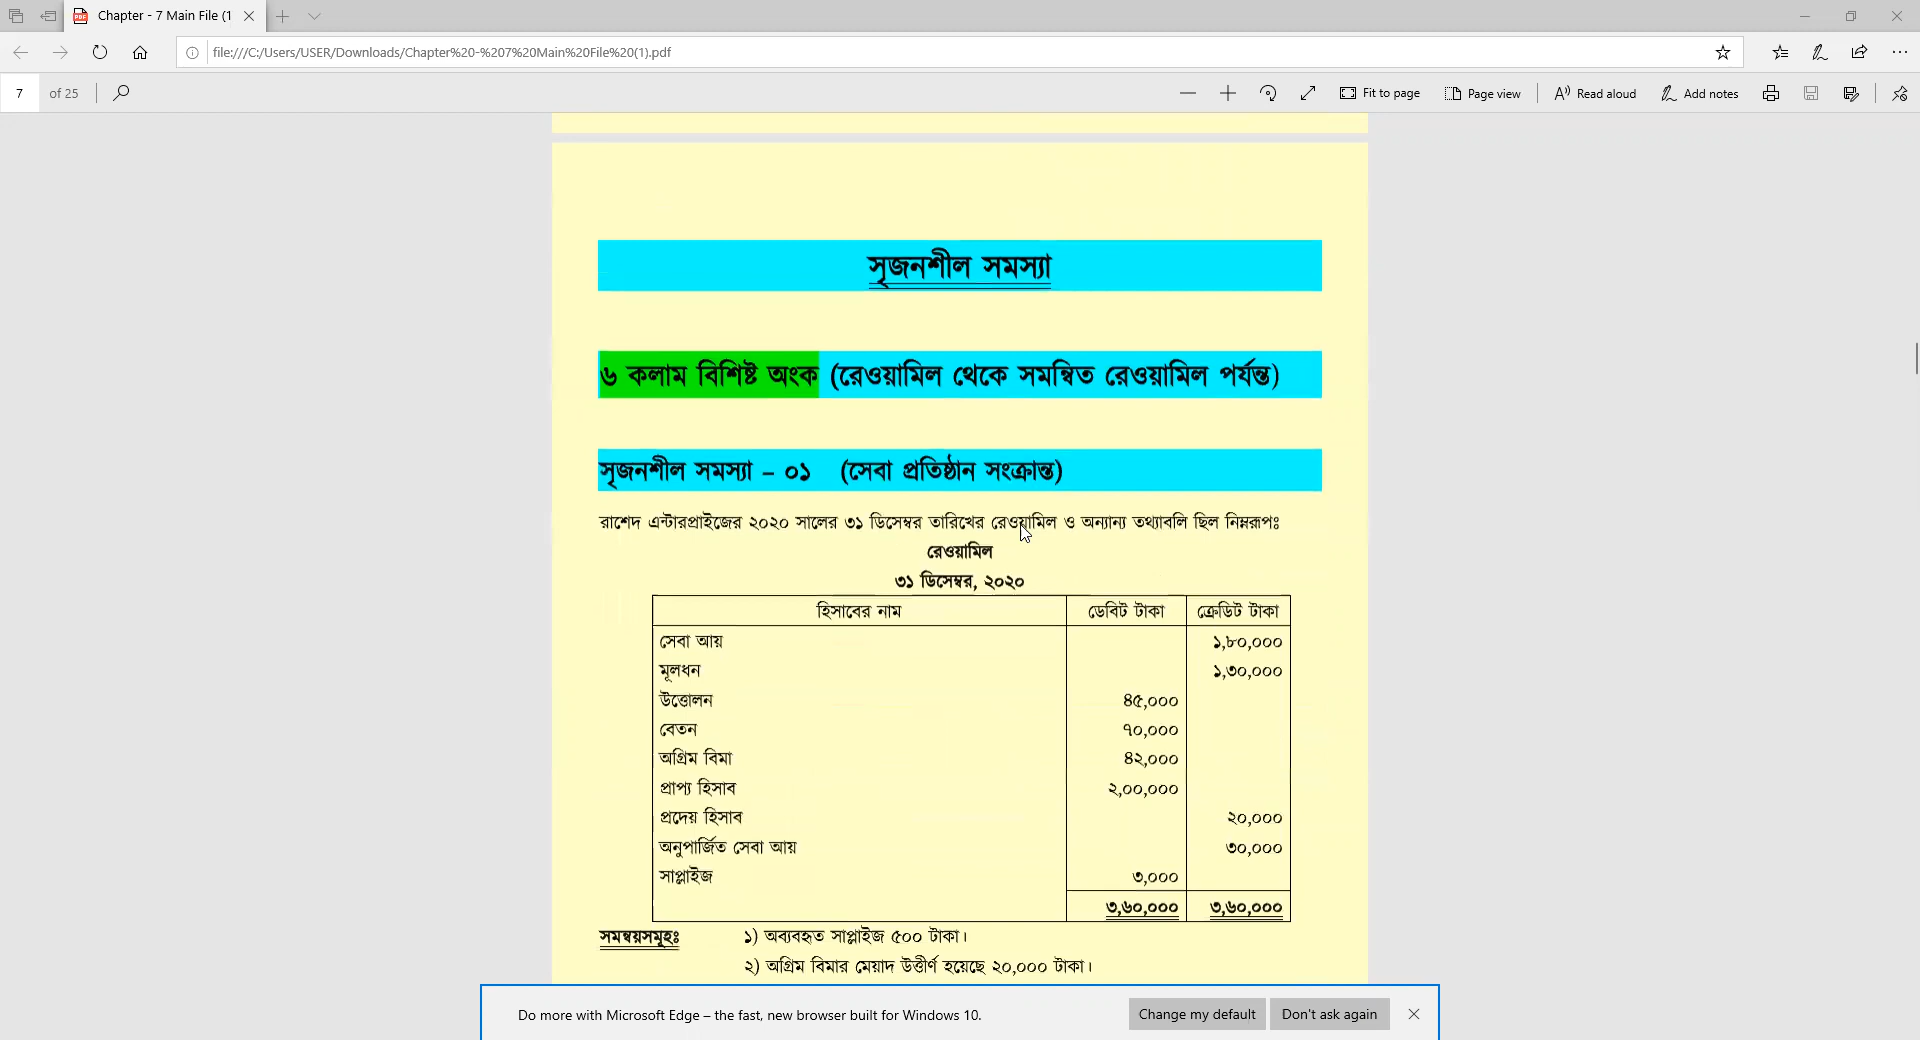 Chapter - 7 Main File (1
file:///C:/Users/USER/Downloads/Chapter%20-%207%20Main%20File%20(1).pdf
7 of 25 Fit to page Page view Read aloud Add notes
সৃজনশীল সমস্যা
৬ কলাম বিশিষ্ট অংক (রেওয়ামিল থেকে সমন্বিত রেওয়ামিল পর্যন্ত)
সৃজনশীল সমস্যা – ০১ (সেবা প্রতিষ্ঠান সংক্রান্ত)
রাশেদ এন্টারপ্রাইজের ২০২০ সালের ৩১ ডিসেম্বর তারিখের রেওয়ামিল ও অন্যান্য তথ্যাবলি ছিল নিম্নরূপঃ
রেওয়ামিল
৩১ ডিসেম্বর, ২০২০
হিসাবের নাম ডেবিট টাকা ক্রেডিট টাকা
সেবা আয় ১,৮০,০০০
মূলধন ১,৩০,০০০
উত্তোলন ৪৫,০০০
বেতন ৭০,০০০
অগ্রিম বিমা ৪২,০০০
প্রাপ্য হিসাব ২,০০,০০০
প্রদেয় হিসাব ২০,০০০
অনুপার্জিত সেবা আয় ৩০,০০০
সাপ্লাইজ ৩,০০০
৩,৬০,০০০ ৩,৬০,০০০
সমন্বয়সমূহঃ ১) অব্যবহৃত সাপ্লাইজ ৫০০ টাকা।
২) অগ্রিম বিমার মেয়াদ উত্তীর্ণ হয়েছে ২০,০০০ টাকা।
Do more with Microsoft Edge – the fast, new browser built for Windows 10. Change my default Don't ask again